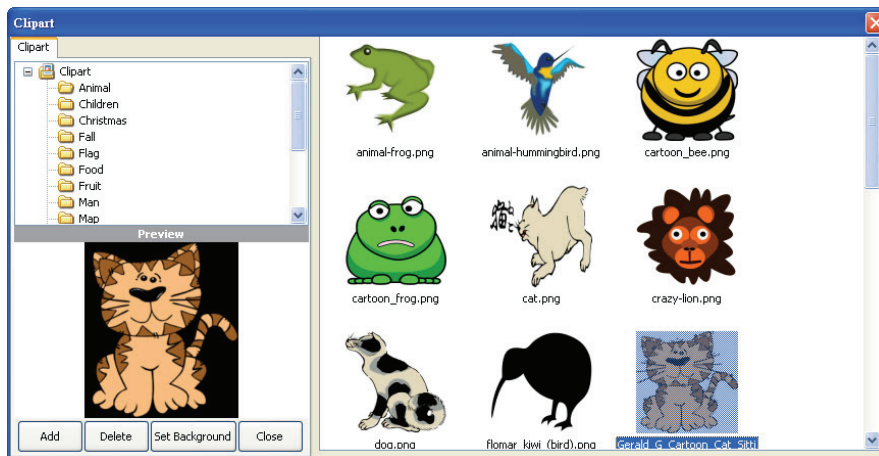 Clipart
Clipart
Clipart
Animal
Children
Christmas
Fall
Flag
Food
Fruit
Man
Map
Preview
Add
Delete
Set Background
Close
animal-frog.png
animal-hummingbird.png
cartoon_bee.png
cartoon_frog.png
猫
cat.png
crazy-lion.png
dog.png
flomar_kiwi_(bird).png
Gerald_G_Cartoon_Cat_Sitti